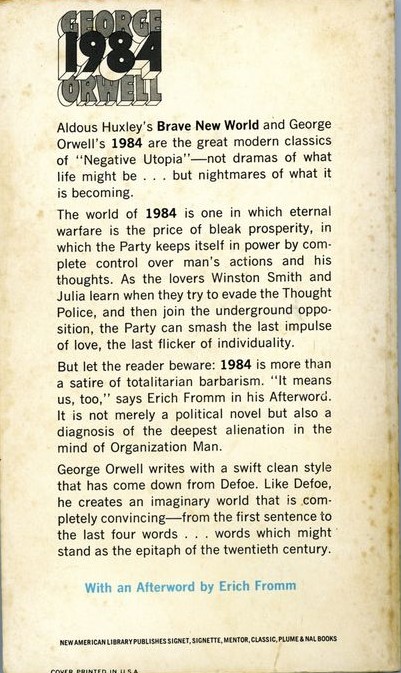 GEORGE
1984
ORWELL
Aldous Huxley's Brave New World and George
Orwell's 1984 are the great modern classics
of "Negative Utopia"—not dramas of what
life might be . . . but nightmares of what it
is becoming.
The world of 1984 is one in which eternal
warfare is the price of bleak prosperity, in
which the Party keeps itself in power by com-
plete control over man's actions and his
thoughts. As the lovers Winston Smith and
Julia learn when they try to evade the Thought
Police, and then join the underground oppo-
sition, the Party can smash the last impulse
of love, the last flicker of individuality.
But let the reader beware: 1984 is more than
a satire of totalitarian barbarism. "It means
us, too," says Erich Fromm in his Afterword.
It is not merely a political novel but also a
diagnosis of the deepest alienation in the
mind of Organization Man.
George Orwell writes with a swift clean style
that has come down from Defoe. Like Defoe,
he creates an imaginary world that is com-
pletely convincing—from the first sentence to
the last four words . . . words which might
stand as the epitaph of the twentieth century.
With an Afterword by Erich Fromm
NEW AMERICAN LIBRARY PUBLISHES SIGNET, SIGNETTE, MENTOR, CLASSIC, PLUME & NAL BOOKS
COVER PRINTED IN U.S.A.